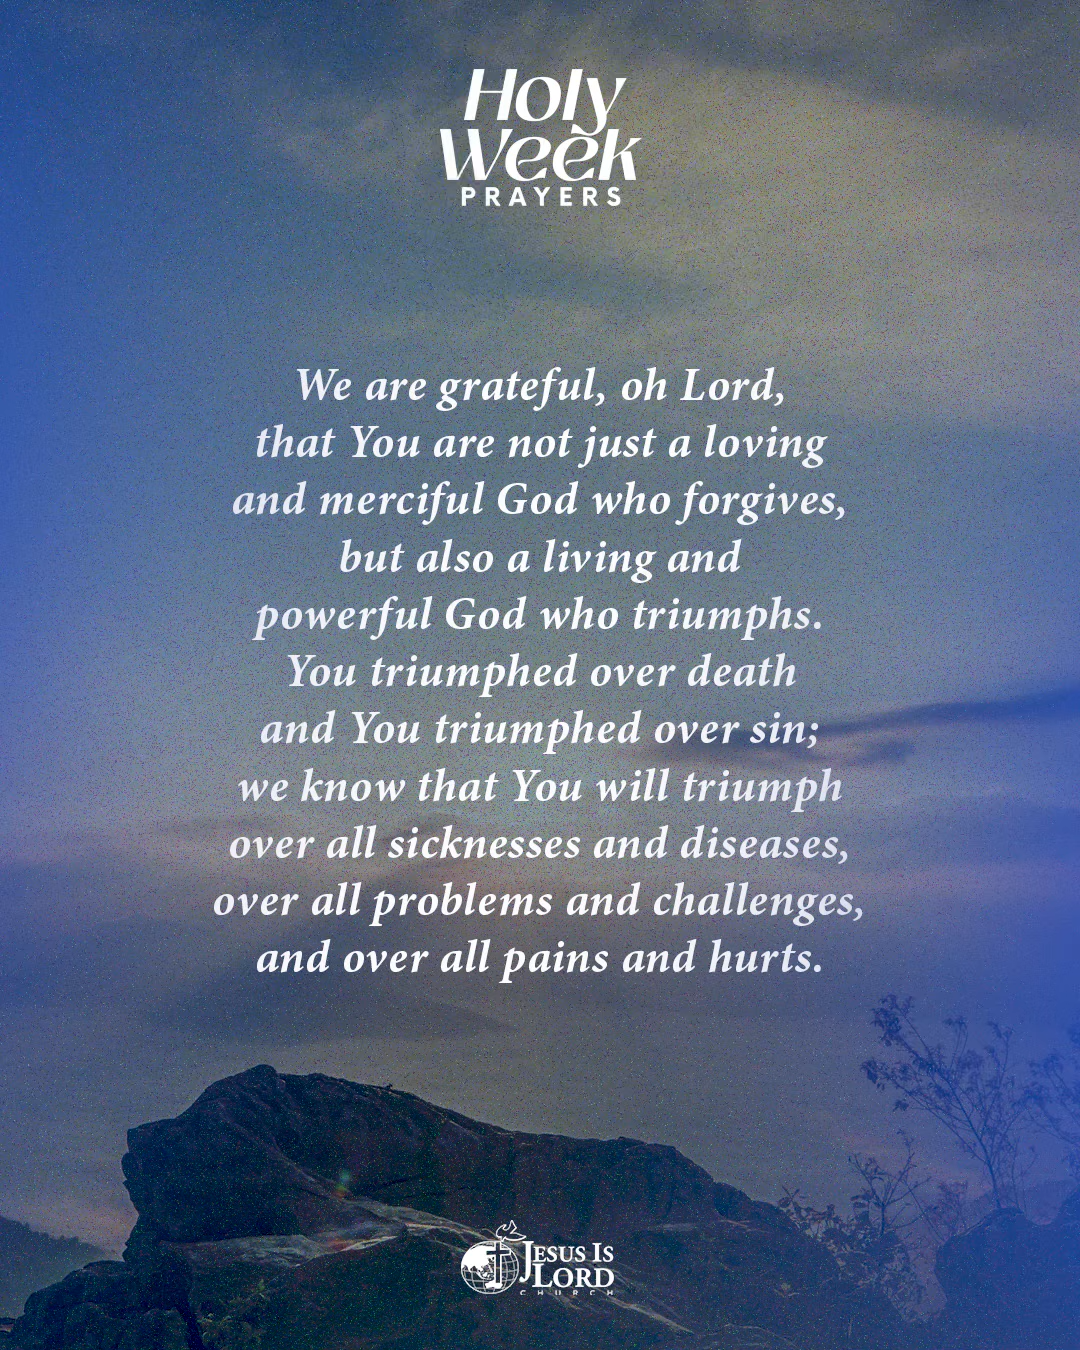 Holy
Week
PRAYERS
We are grateful, oh Lord,
that You are not just a loving
and merciful God who forgives,
but also a living and
powerful God who triumphs.
You triumphed over death
and You triumphed over sin;
we know that You will triumph
over all sicknesses and diseases,
over all problems and challenges,
and over all pains and hurts.
JESUS IS
LORD
CHURCH